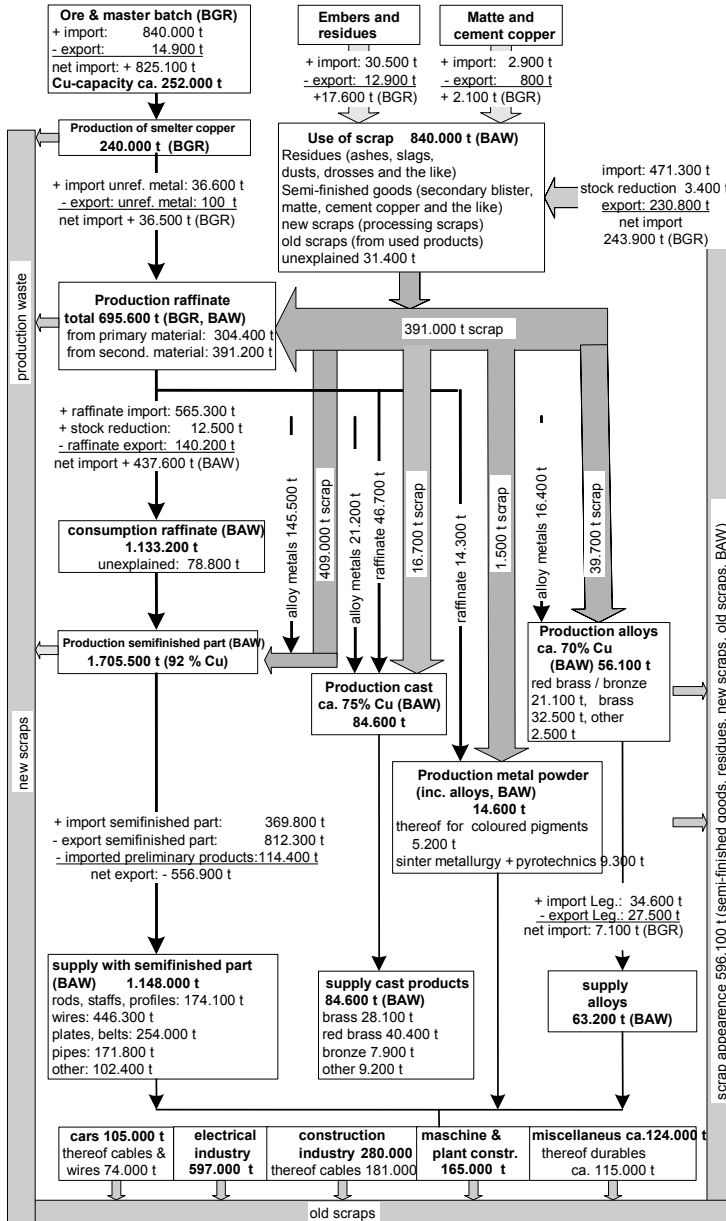 Ore & master batch (BGR)
+ import: 840.000 t
- export: 14.900 t
net import: + 825.100 t
Cu-capacity ca. 252.000 t
Embers and
residues
+ import: 30.500 t
- export: 12.900 t
+17.600 t (BGR)
Matte and
cement copper
+ import: 2.900 t
- export: 800 t
+ 2.100 t (BGR)
Production of smelter copper
240.000 t (BGR)
Use of scrap 840.000 t (BAW)
Residues (ashes, slags,
dusts, drosses and the like)
Semi-finished goods (secondary blister,
matte, cement copper and the like)
new scraps (processing scraps)
old scraps (from used products)
unexplained 31.400 t
import: 471.300 t
stock reduction 3.400 t
export: 230.800 t
net import
243.900 t (BGR)
+ import unref. metal: 36.600 t
- export: unref. metal: 100 t
net import + 36.500 t (BGR)
production waste
new scraps
Production raffinate
total 695.600 t (BGR, BAW)
from primary material: 304.400 t
from second. material: 391.200 t
391.000 t scrap
+ raffinate import: 565.300 t
+ stock reduction: 12.500 t
- raffinate export: 140.200 t
net import + 437.600 t (BAW)
alloy metals 145.500 t
409.000 t scrap
alloy metals 21.200 t
raffinate 46.700 t
16.700 t scrap
raffinate 14.300 t
1.500 t scrap
alloy metals 16.400 t
39.700 t scrap
consumption raffinate (BAW)
1.133.200 t
unexplained: 78.800 t
Production semifinished part (BAW)
1.705.500 t (92 % Cu)
Production cast
ca. 75% Cu (BAW)
84.600 t
Production alloys
ca. 70% Cu
(BAW) 56.100 t
red brass / bronze
21.100 t, brass
32.500 t, other
2.500 t
Production metal powder
(inc. alloys, BAW)
14.600 t
thereof for coloured pigments
5.200 t
sinter metallurgy + pyrotechnics 9.300 t
+ import semifinished part: 369.800 t
- export semifinished part: 812.300 t
- imported preliminary products:114.400 t
net export: - 556.900 t
+ import Leg.: 34.600 t
- export Leg.: 27.500 t
net import: 7.100 t (BGR)
supply with semifinished part
(BAW) 1.148.000 t
rods, staffs, profiles: 174.100 t
wires: 446.300 t
plates, belts: 254.000 t
pipes: 171.800 t
other: 102.400 t
supply cast products
84.600 t (BAW)
brass 28.100 t
red brass 40.400 t
bronze 7.900 t
other 9.200 t
supply
alloys
63.200 t (BAW)
scrap appearence 596.100 t (semi-finished goods, residues, new scraps, old scraps, BAW)
cars 105.000 t
thereof cables &
wires 74.000 t
electrical
industry
597.000 t
construction
industry 280.000
thereof cables 181.000
maschine &
plant constr.
165.000 t
miscellaneus ca.124.000 t
thereof durables
ca. 115.000 t
old scraps